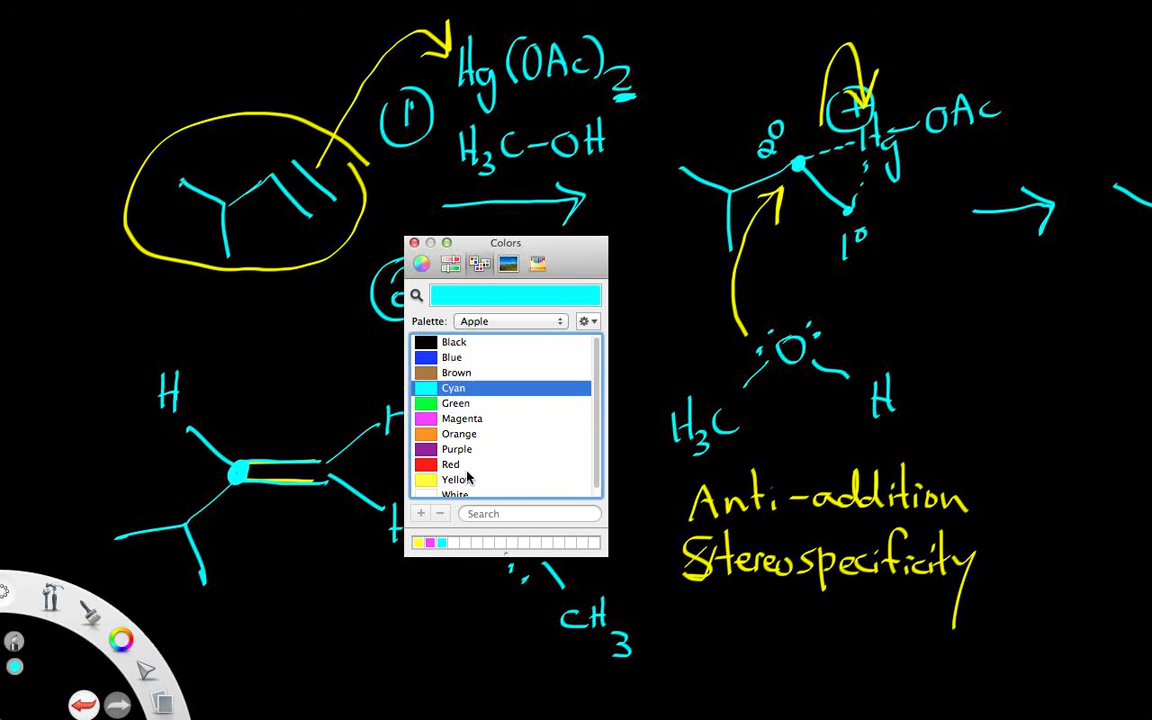 1 Hg(OAc)2
H3C-OH
2° + Hg-OAc
1°
O
H3C H
Anti-addition
Stereospecificity
H
CH3
Colors
Palette: Apple
Black
Blue
Brown
Cyan
Green
Magenta
Orange
Purple
Red
Yellow
White
Search